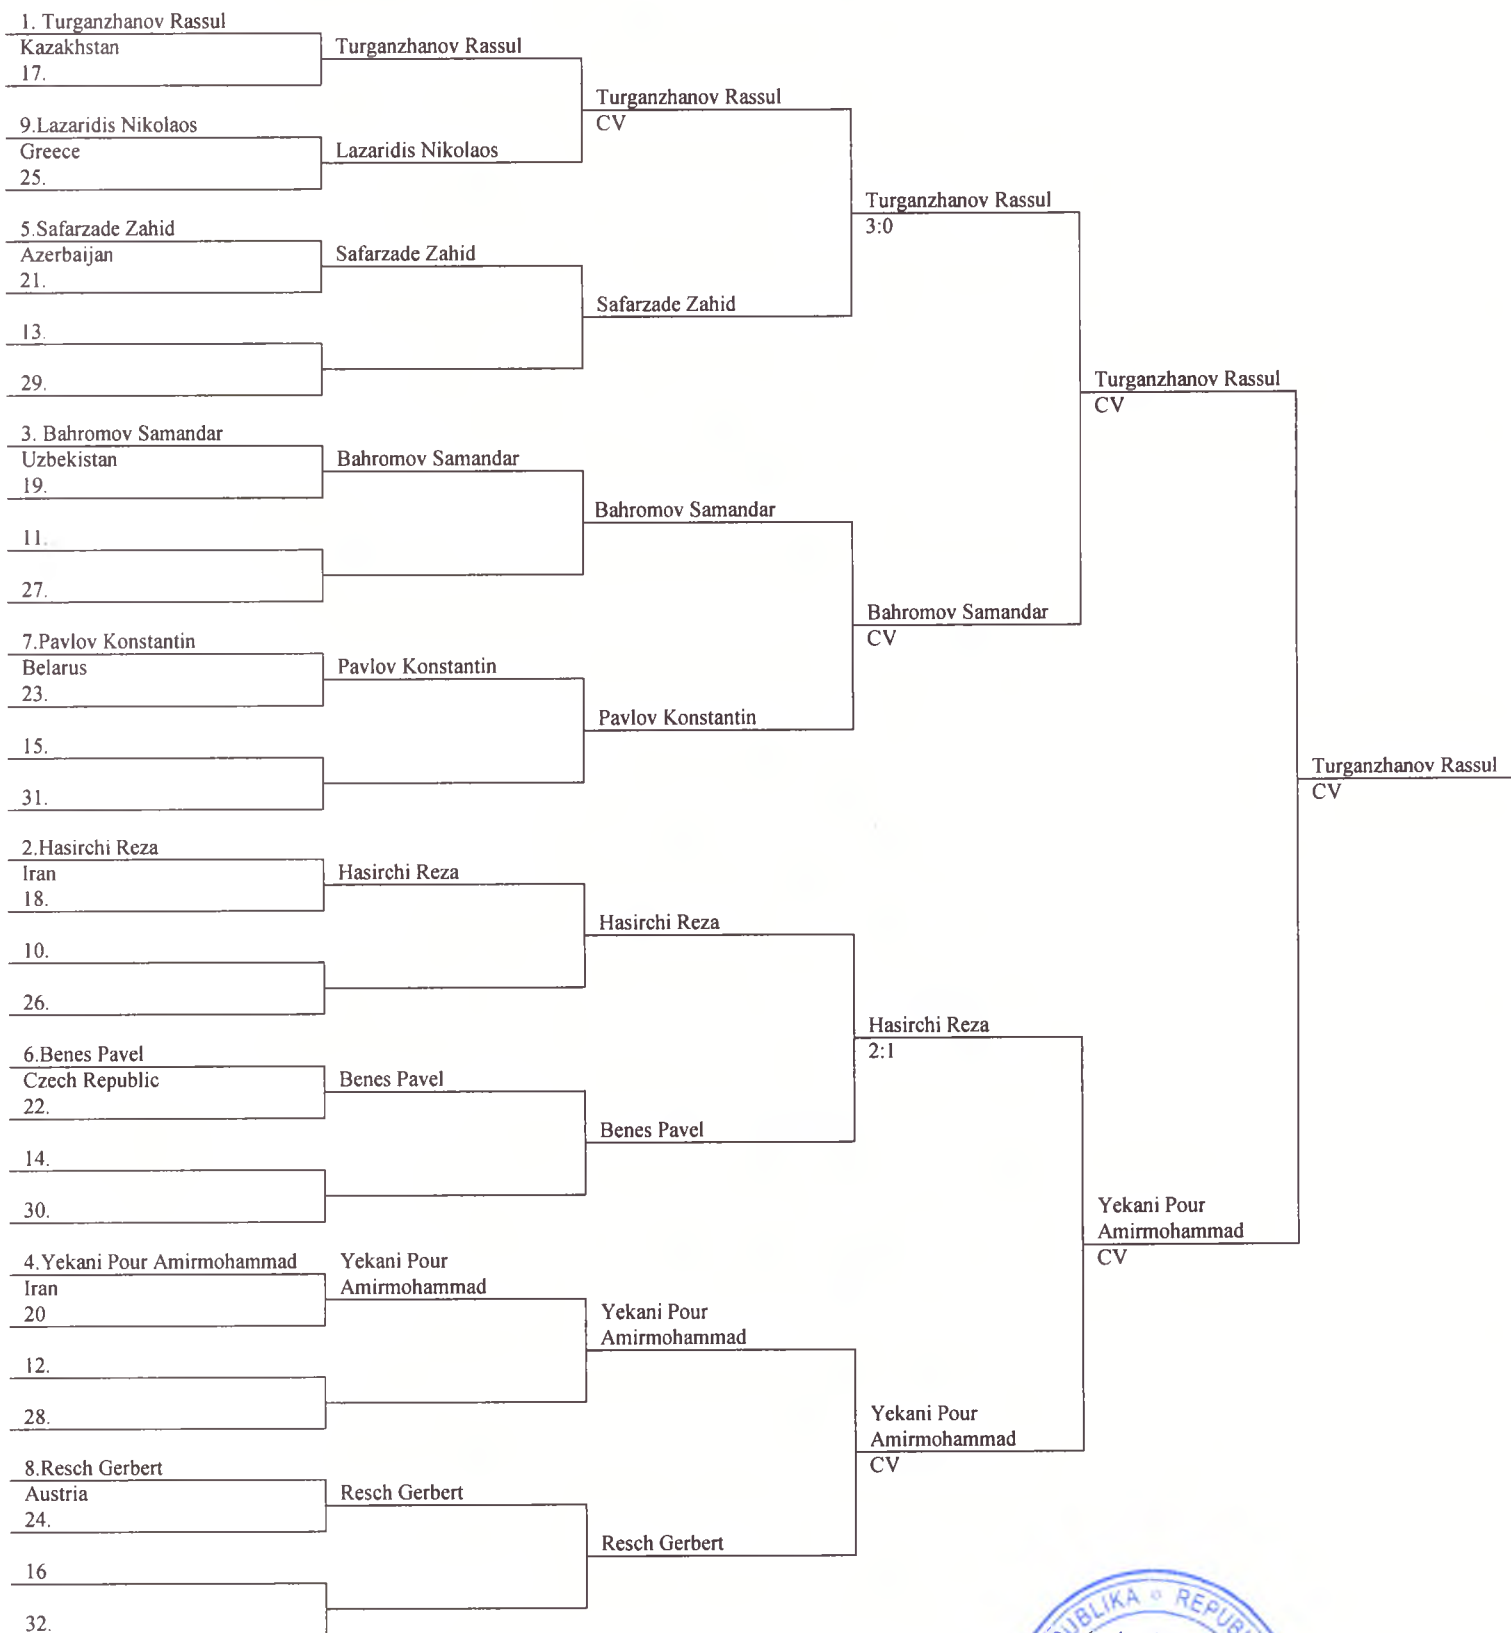 1. Turganzhanov Rassul
Kazakhstan
17.
9.Lazaridis Nikolaos
Greece
25.
5.Safarzade Zahid
Azerbaijan
21.
13.
29.
3. Bahromov Samandar
Uzbekistan
19.
11.
27.
7.Pavlov Konstantin
Belarus
23.
15.
31.
2.Hasirchi Reza
Iran
18.
10.
26.
6.Benes Pavel
Czech Republic
22.
14.
30.
4.Yekani Pour Amirmohammad
Iran
20
12.
28.
8.Resch Gerbert
Austria
24.
16
32.
Turganzhanov Rassul
Lazaridis Nikolaos
Safarzade Zahid
Bahromov Samandar
Pavlov Konstantin
Hasirchi Reza
Benes Pavel
Yekani Pour
Amirmohammad
Resch Gerbert
Turganzhanov Rassul
CV
Safarzade Zahid
Bahromov Samandar
Pavlov Konstantin
Hasirchi Reza
Benes Pavel
Yekani Pour
Amirmohammad
Resch Gerbert
Turganzhanov Rassul
3:0
Bahromov Samandar
CV
Hasirchi Reza
2:1
Yekani Pour
Amirmohammad
CV
Turganzhanov Rassul
CV
Yekani Pour
Amirmohammad
CV
Turganzhanov Rassul
CV